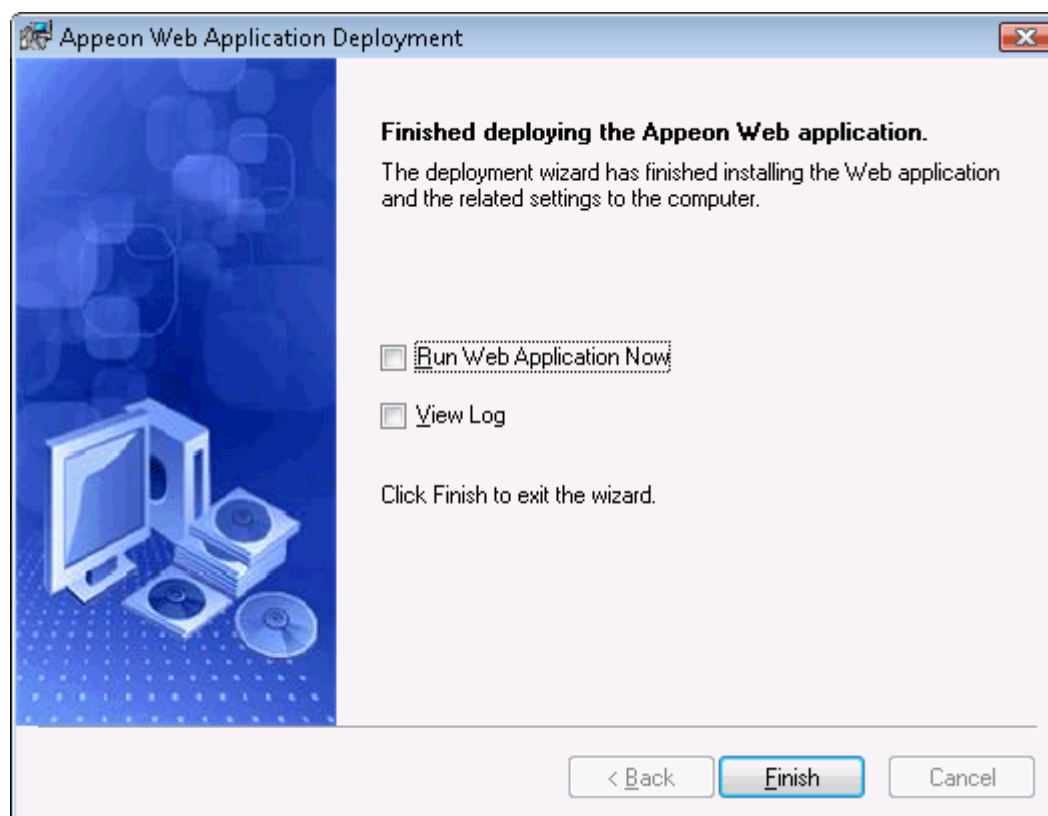 Appeon Web Application Deployment
Finished deploying the Appeon Web application.
The deployment wizard has finished installing the Web application
and the related settings to the computer.
Run Web Application Now
View Log
Click Finish to exit the wizard.
< Back
Finish
Cancel